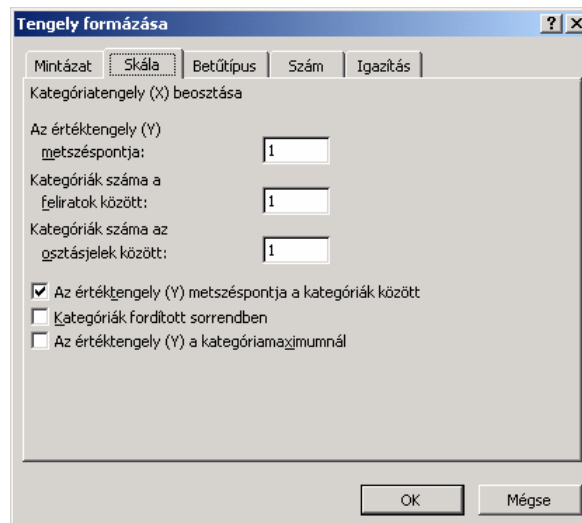 Tengely formázása
Mintázat Skála Betűtípus Szám Igazítás
Kategóriatengely (X) beosztása
Az értéktengely (Y)
metszéspontja: 1
Kategóriák száma a
feliratok között: 1
Kategóriák száma az
osztásjelek között: 1
Az értéktengely (Y) metszéspontja a kategóriák között
Kategóriák fordított sorrendben
Az értéktengely (Y) a kategóriamaximumnál
OK Mégse